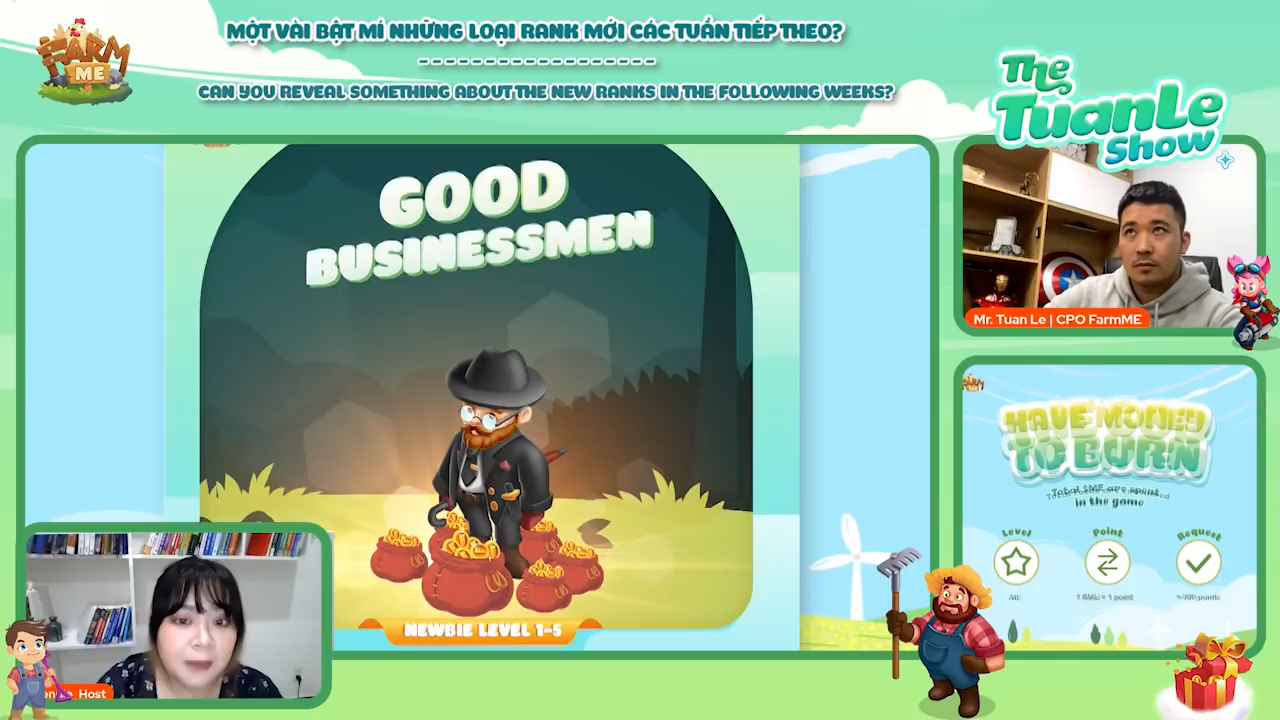 FARM
ME
MỘT VÀI BẬT MÍ NHỮNG LOẠI RANK MỚI CÁC TUẦN TIẾP THEO?
------------------
CAN YOU REVEAL SOMETHING ABOUT THE NEW RANKS IN THE FOLLOWING WEEKS?
The
TuanLe
Show
GOOD
BUSINESSMEN
NEWBIE LEVEL 1-5
Mr. Tuan Le | CPO FarmME
FARM
ME
HAVE MONEY
TO BURN
in the game
Level
Point
Request
All
1 point
Host